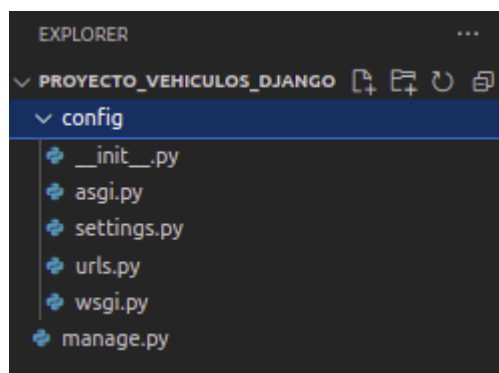 EXPLORER
PROYECTO_VEHICULOS_DJANGO
config
__init__.py
asgi.py
settings.py
urls.py
wsgi.py
manage.py